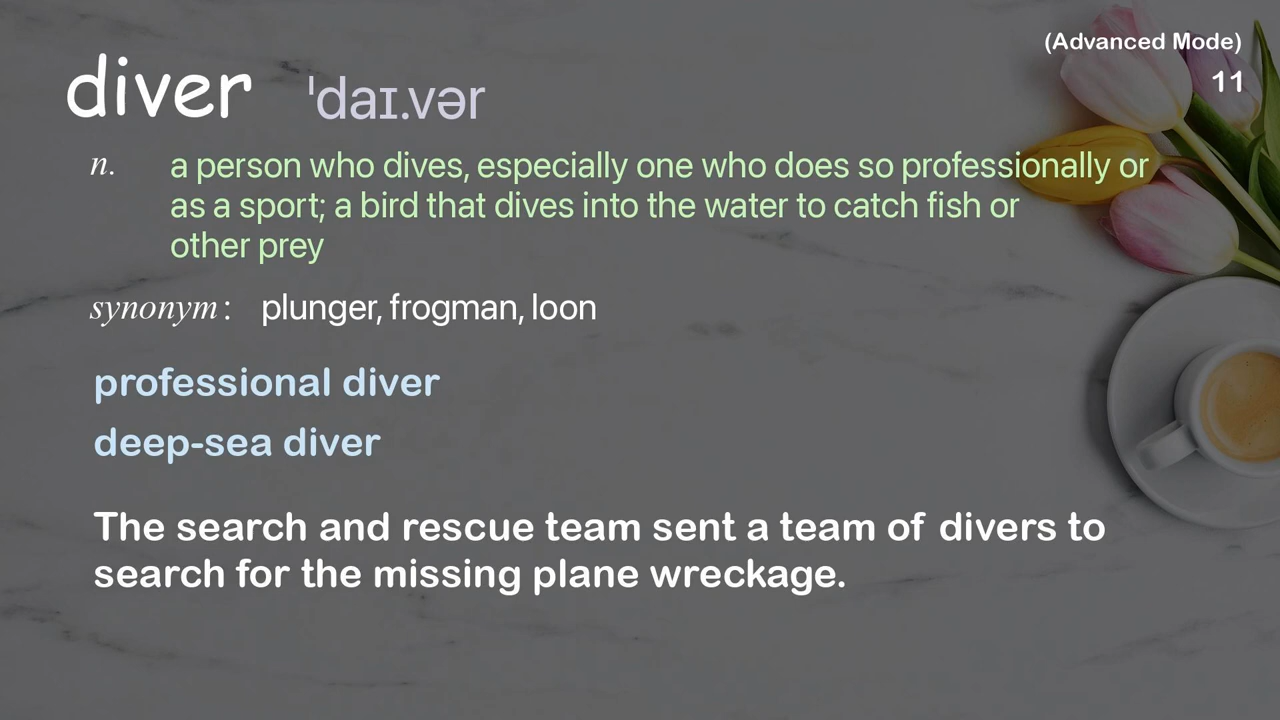 (Advanced Mode)
11
diver ˈdaɪ.vər
n. a person who dives, especially one who does so professionally or
as a sport; a bird that dives into the water to catch fish or
other prey
synonym: plunger, frogman, loon
professional diver
deep-sea diver
The search and rescue team sent a team of divers to
search for the missing plane wreckage.